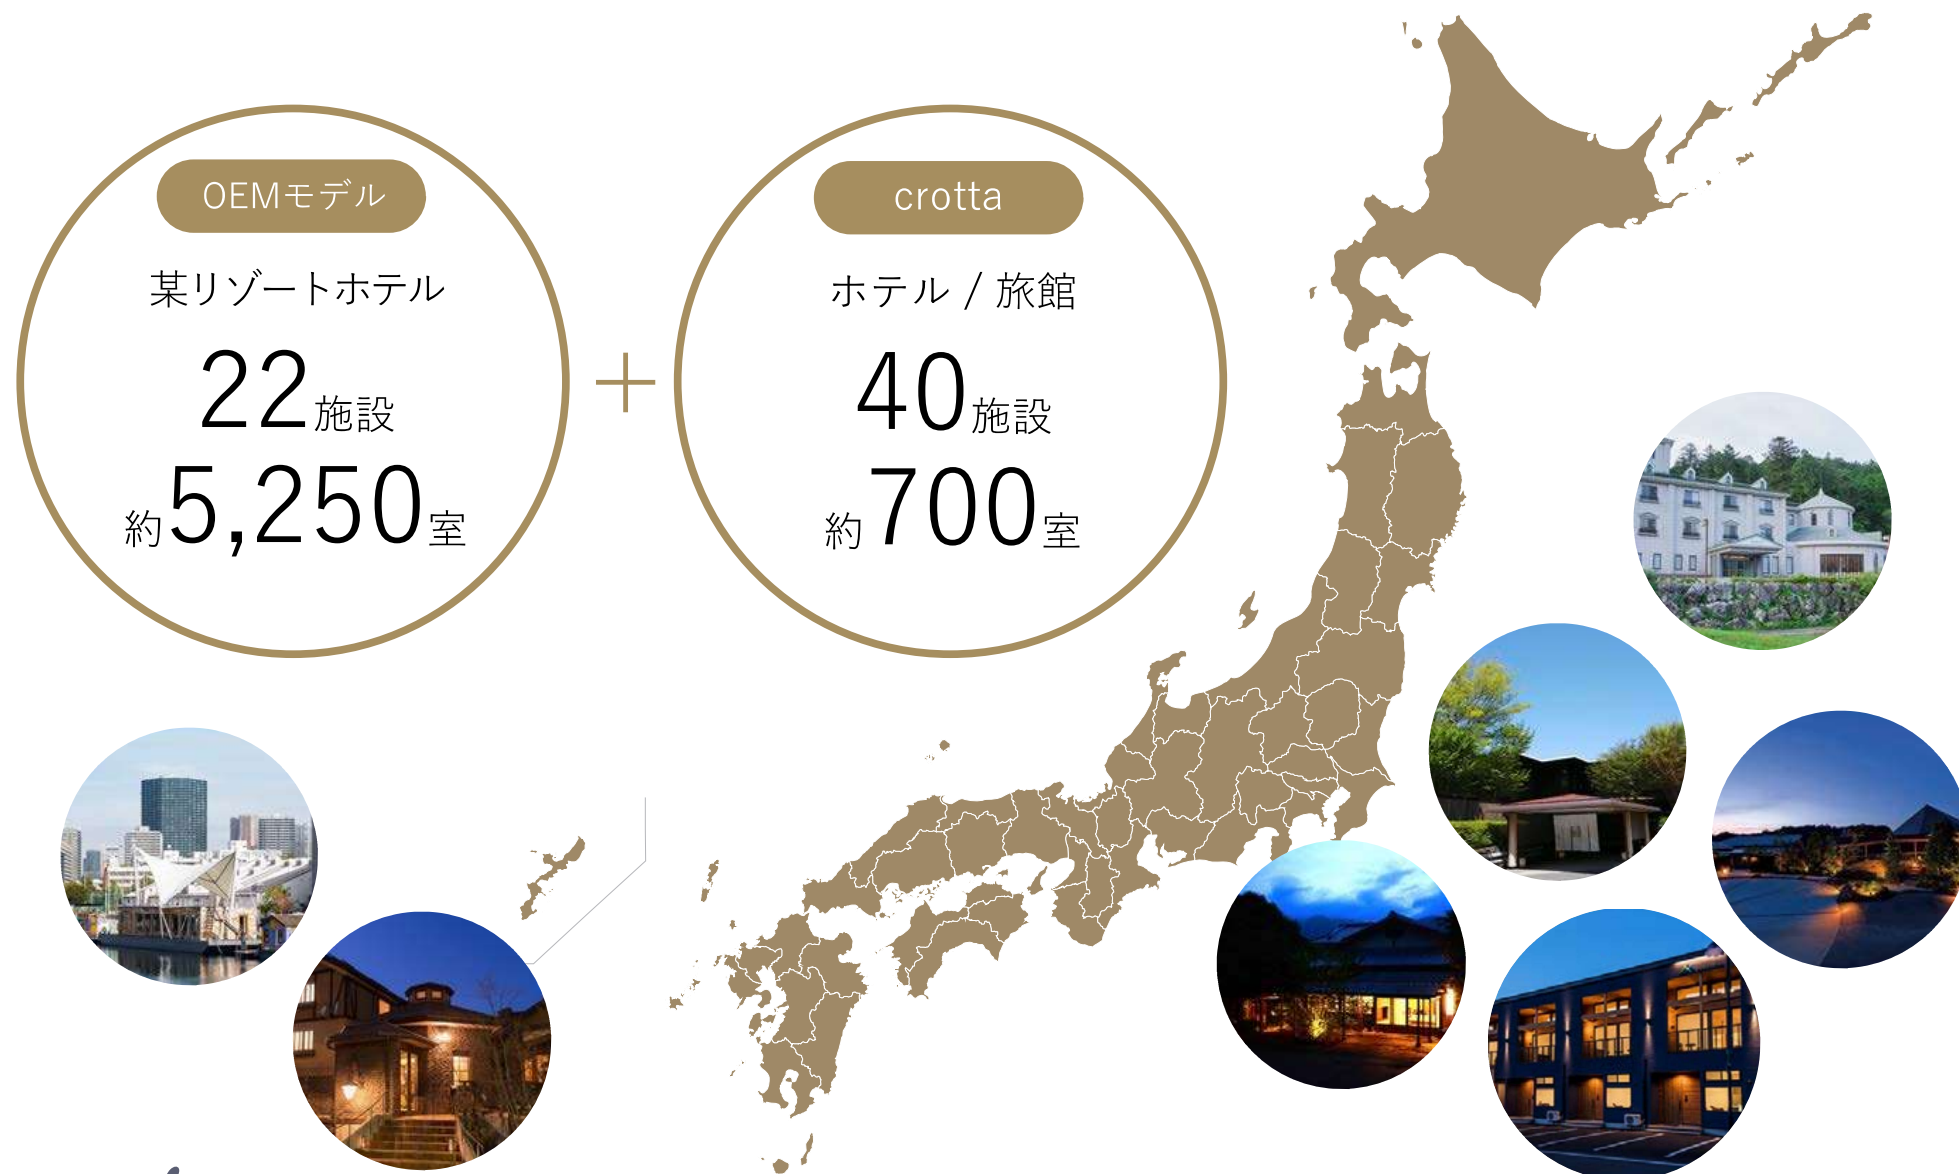 OEMモデル
某リゾートホテル
22施設
約5,250室
+
crotta
ホテル / 旅館
40施設
約700室